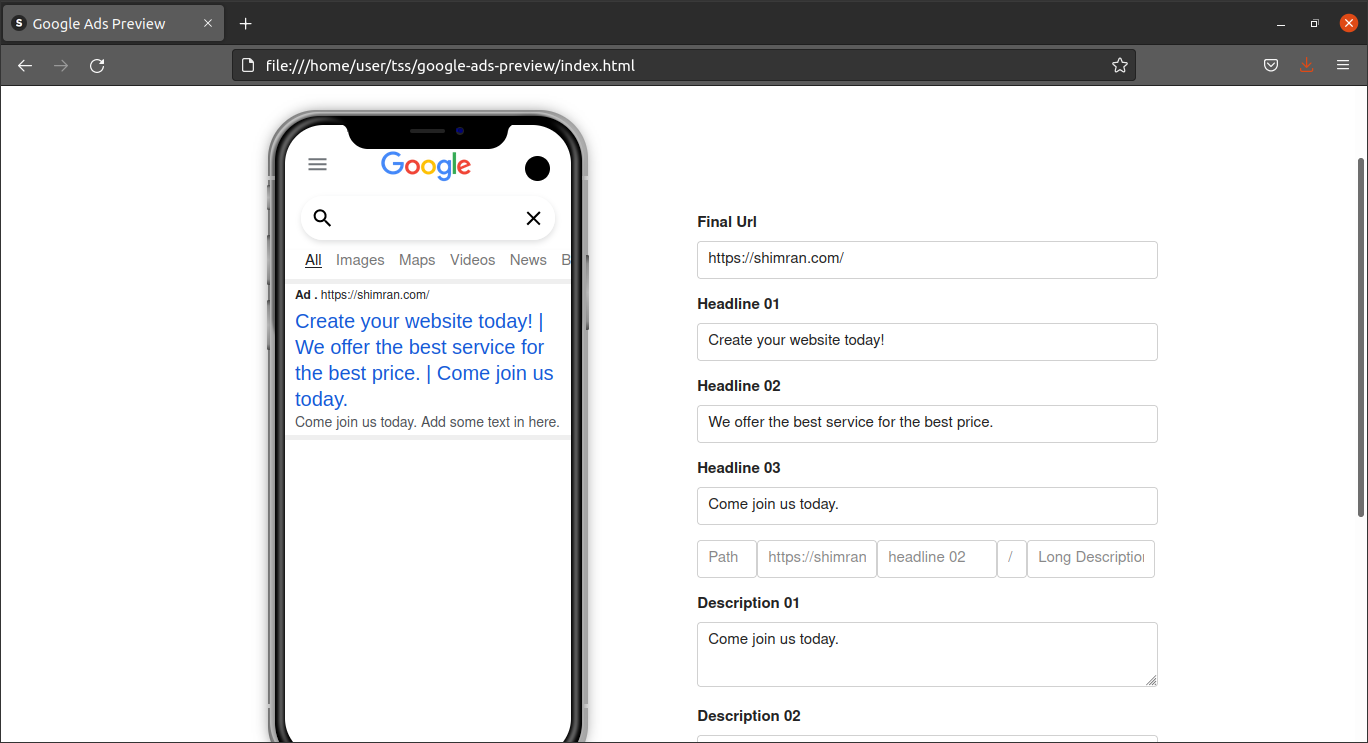 S Google Ads Preview
file:///home/user/tss/google-ads-preview/index.html
Google
All Images Maps Videos News B
Ad . https://shimran.com/
Create your website today! |
We offer the best service for
the best price. | Come join us
today.
Come join us today. Add some text in here.
Final Url
https://shimran.com/
Headline 01
Create your website today!
Headline 02
We offer the best service for the best price.
Headline 03
Come join us today.
Path https://shimran headline 02 / Long Description
Description 01
Come join us today.
Description 02